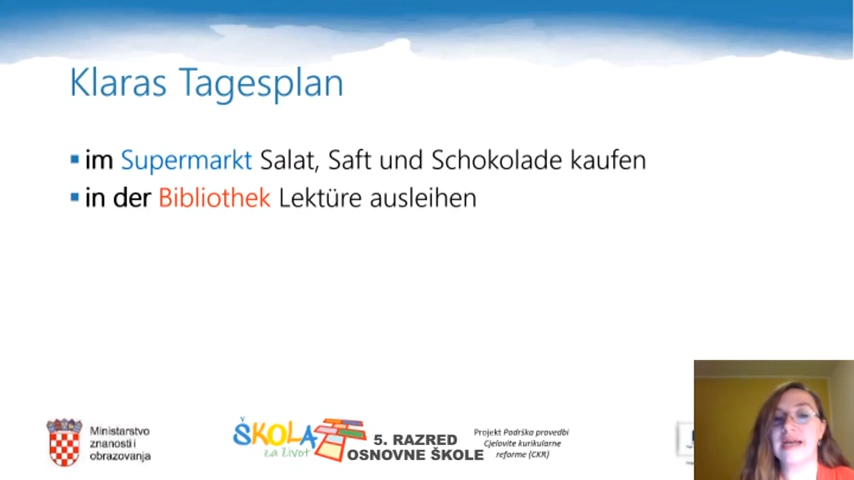 Klaras Tagesplan
im Supermarkt Salat, Saft und Schokolade kaufen
in der Bibliothek Lektüre ausleihen
Ministarstvo
znanosti i
obrazovanja
ŠKOLA
za život
5. RAZRED
OSNOVNE ŠKOLE
Projekt Podrška provedbi
Cjelovite kurikularne
reforme (CKR)